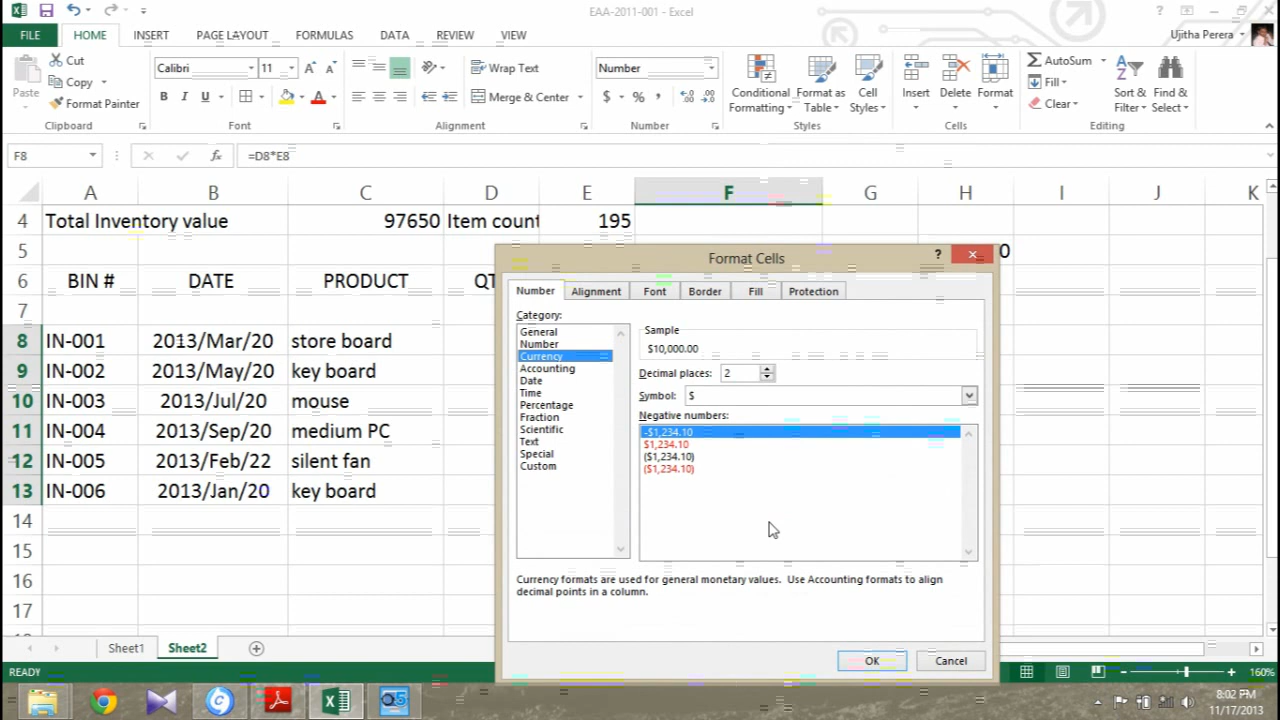 EAA-2011-001 - Excel
FILE HOME INSERT PAGE LAYOUT FORMULAS DATA REVIEW VIEW Ujitha Perera
Cut
Copy
Format Painter
Paste
Clipboard
Calibri 11
B I U
Font
Wrap Text
Merge & Center
Alignment
Number
$ % ,
Number
Conditional Formatting
Format as Table
Cell Styles
Styles
Insert Delete Format
Cells
AutoSum
Fill
Clear
Sort & Filter
Find & Select
Editing
F8 fx =D8*E8
A B C D E F G H I J K
4 Total Inventory value 97650 Item count 195
5 0
6 BIN # DATE PRODUCT QT
7
8 IN-001 2013/Mar/20 store board
9 IN-002 2013/May/20 key board
10 IN-003 2013/Jul/20 mouse
11 IN-004 2013/Sep/20 medium PC
12 IN-005 2013/Feb/22 silent fan
13 IN-006 2013/Jan/20 key board
14
15
16
17
Format Cells ?
Number Alignment Font Border Fill Protection
Category:
General
Number
Currency
Accounting
Date
Time
Percentage
Fraction
Scientific
Text
Special
Custom
Sample
$10,000.00
Decimal places: 2
Symbol: $
Negative numbers:
-$1,234.10
$1,234.10
($1,234.10)
($1,234.10)
Currency formats are used for general monetary values. Use Accounting formats to align
decimal points in a column.
OK Cancel
Sheet1 Sheet2
READY 160%
8:02 PM
11/17/2013